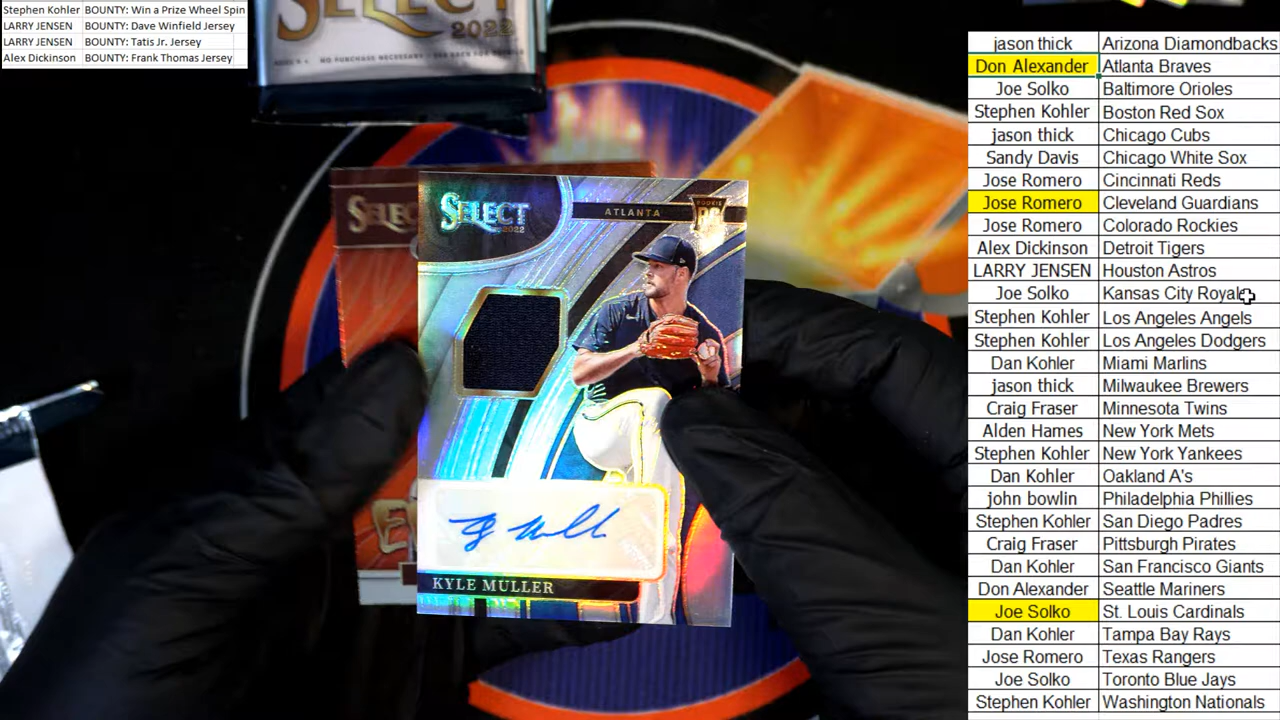 Stephen Kohler BOUNTY: Win a Prize Wheel Spin
LARRY JENSEN BOUNTY: Dave Winfield Jersey
LARRY JENSEN BOUNTY: Tatis Jr. Jersey
Alex Dickinson BOUNTY: Frank Thomas Jersey
SELECT
2022
NO PURCHASE NECESSARY
SELECT
2022
ATLANTA
ROOKIE
RC
KYLE MULLER
jason thick Arizona Diamondbacks
Don Alexander Atlanta Braves
Joe Solko Baltimore Orioles
Stephen Kohler Boston Red Sox
jason thick Chicago Cubs
Sandy Davis Chicago White Sox
Jose Romero Cincinnati Reds
Jose Romero Cleveland Guardians
Jose Romero Colorado Rockies
Alex Dickinson Detroit Tigers
LARRY JENSEN Houston Astros
Joe Solko Kansas City Royals
Stephen Kohler Los Angeles Angels
Stephen Kohler Los Angeles Dodgers
Dan Kohler Miami Marlins
jason thick Milwaukee Brewers
Craig Fraser Minnesota Twins
Alden Hames New York Mets
Stephen Kohler New York Yankees
Dan Kohler Oakland A's
john bowlin Philadelphia Phillies
Stephen Kohler San Diego Padres
Craig Fraser Pittsburgh Pirates
Dan Kohler San Francisco Giants
Don Alexander Seattle Mariners
Joe Solko St. Louis Cardinals
Dan Kohler Tampa Bay Rays
Jose Romero Texas Rangers
Joe Solko Toronto Blue Jays
Stephen Kohler Washington Nationals